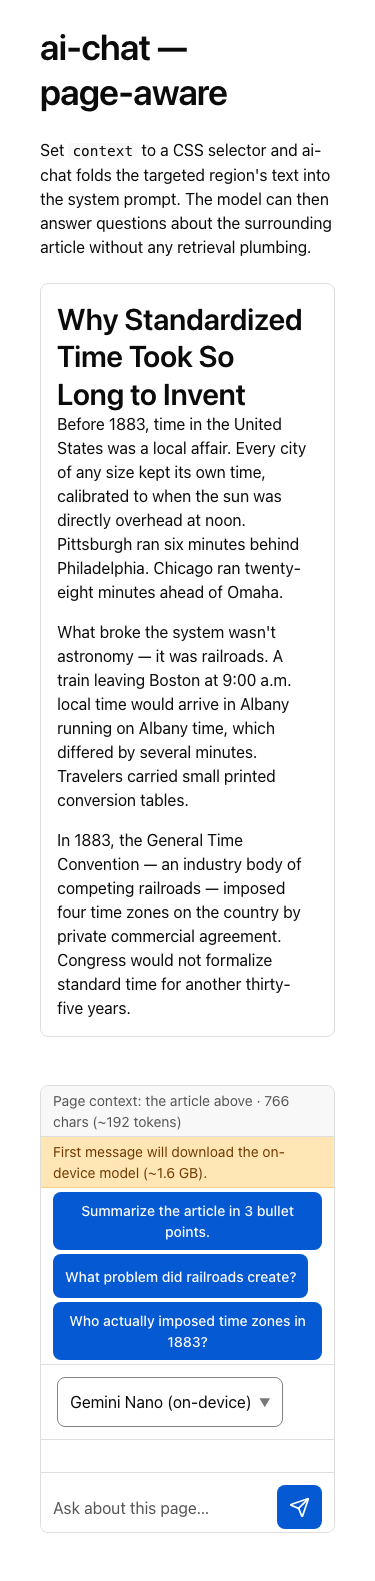 ai-chat —
page-aware
Set context to a CSS selector and ai-
chat folds the targeted region's text into
the system prompt. The model can then
answer questions about the surrounding
article without any retrieval plumbing.
Why Standardized
Time Took So
Long to Invent
Before 1883, time in the United
States was a local affair. Every city
of any size kept its own time,
calibrated to when the sun was
directly overhead at noon.
Pittsburgh ran six minutes behind
Philadelphia. Chicago ran twenty-
eight minutes ahead of Omaha.
What broke the system wasn't
astronomy — it was railroads. A
train leaving Boston at 9:00 a.m.
local time would arrive in Albany
running on Albany time, which
differed by several minutes.
Travelers carried small printed
conversion tables.
In 1883, the General Time
Convention — an industry body of
competing railroads — imposed
four time zones on the country by
private commercial agreement.
Congress would not formalize
standard time for another thirty-
five years.
Page context: the article above · 766
chars (~192 tokens)
First message will download the on-
device model (~1.6 GB).
Summarize the article in 3 bullet
points.
What problem did railroads create?
Who actually imposed time zones in
1883?
Gemini Nano (on-device)
Ask about this page...